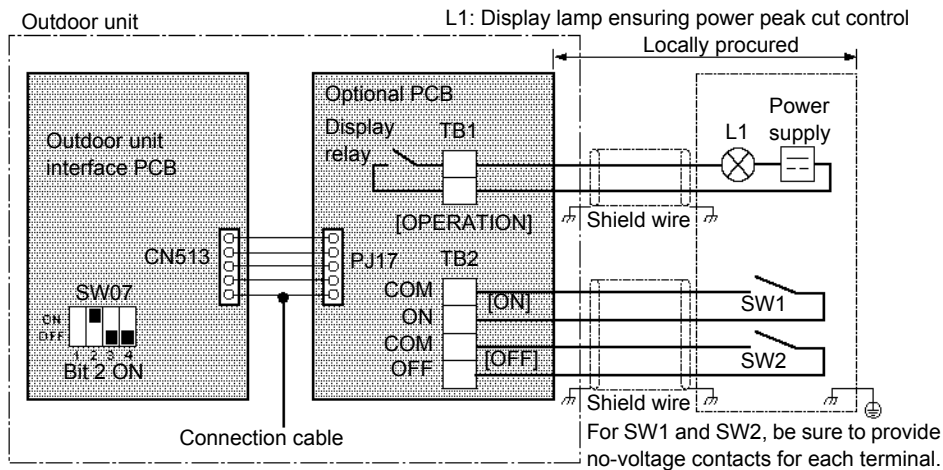 Outdoor unit
L1: Display lamp ensuring power peak cut control
Locally procured
Optional PCB
Display
relay
TB1
L1
Power
supply
Outdoor unit
interface PCB
[OPERATION]
Shield wire
CN513
PJ17
TB2
COM
[ON]
SW1
ON
SW07
ON
OFF
1 2 3 4
Bit 2 ON
COM
[OFF]
SW2
OFF
Shield wire
Connection cable
For SW1 and SW2, be sure to provide
no-voltage contacts for each terminal.